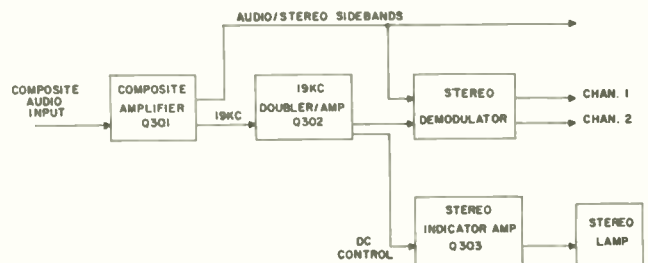 AUDIO/STEREO SIDEBANDS
COMPOSITE
AUDIO
INPUT
COMPOSITE
AMPLIFIER
Q301
19KC
19KC
DOUBLER/AMP
Q302
STEREO
DEMODULATOR
CHAN. 1
CHAN. 2
DC
CONTROL
STEREO
INDICATOR AMP
Q303
STEREO
LAMP